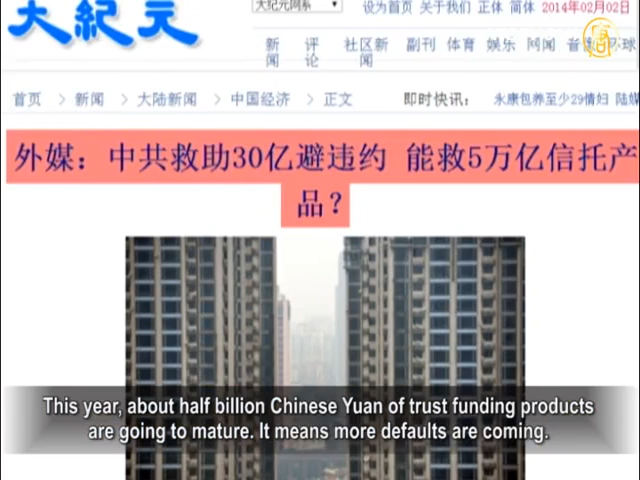 大紀元
大纪元网系
设为首页 关于我们 正体 简体 2014年02月02日
新闻 评论 社区新闻 副刊 体育 娱乐 网闻
首页 > 新闻 > 大陆新闻 > 中国经济 > 正文
即时快讯： 永康包养至少29情妇 陆媒
外媒：中共救助30亿避违约 能救5万亿信托产
品？
This year, about half billion Chinese Yuan of trust funding products
are going to mature. It means more defaults are coming.